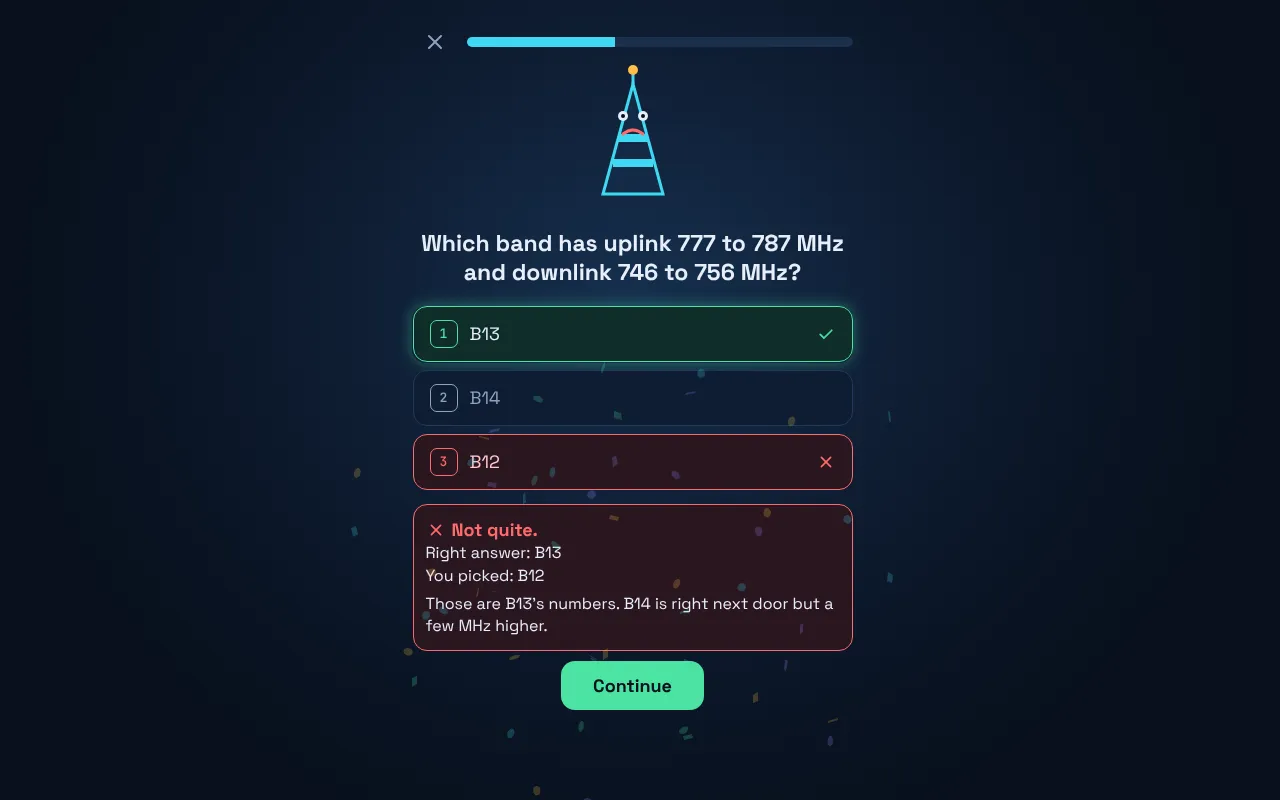 Which band has uplink 777 to 787 MHz
and downlink 746 to 756 MHz?
1 B13
2 B14
3 B12
Not quite.
Right answer: B13
You picked: B12
Those are B13's numbers. B14 is right next door but a
few MHz higher.
Continue